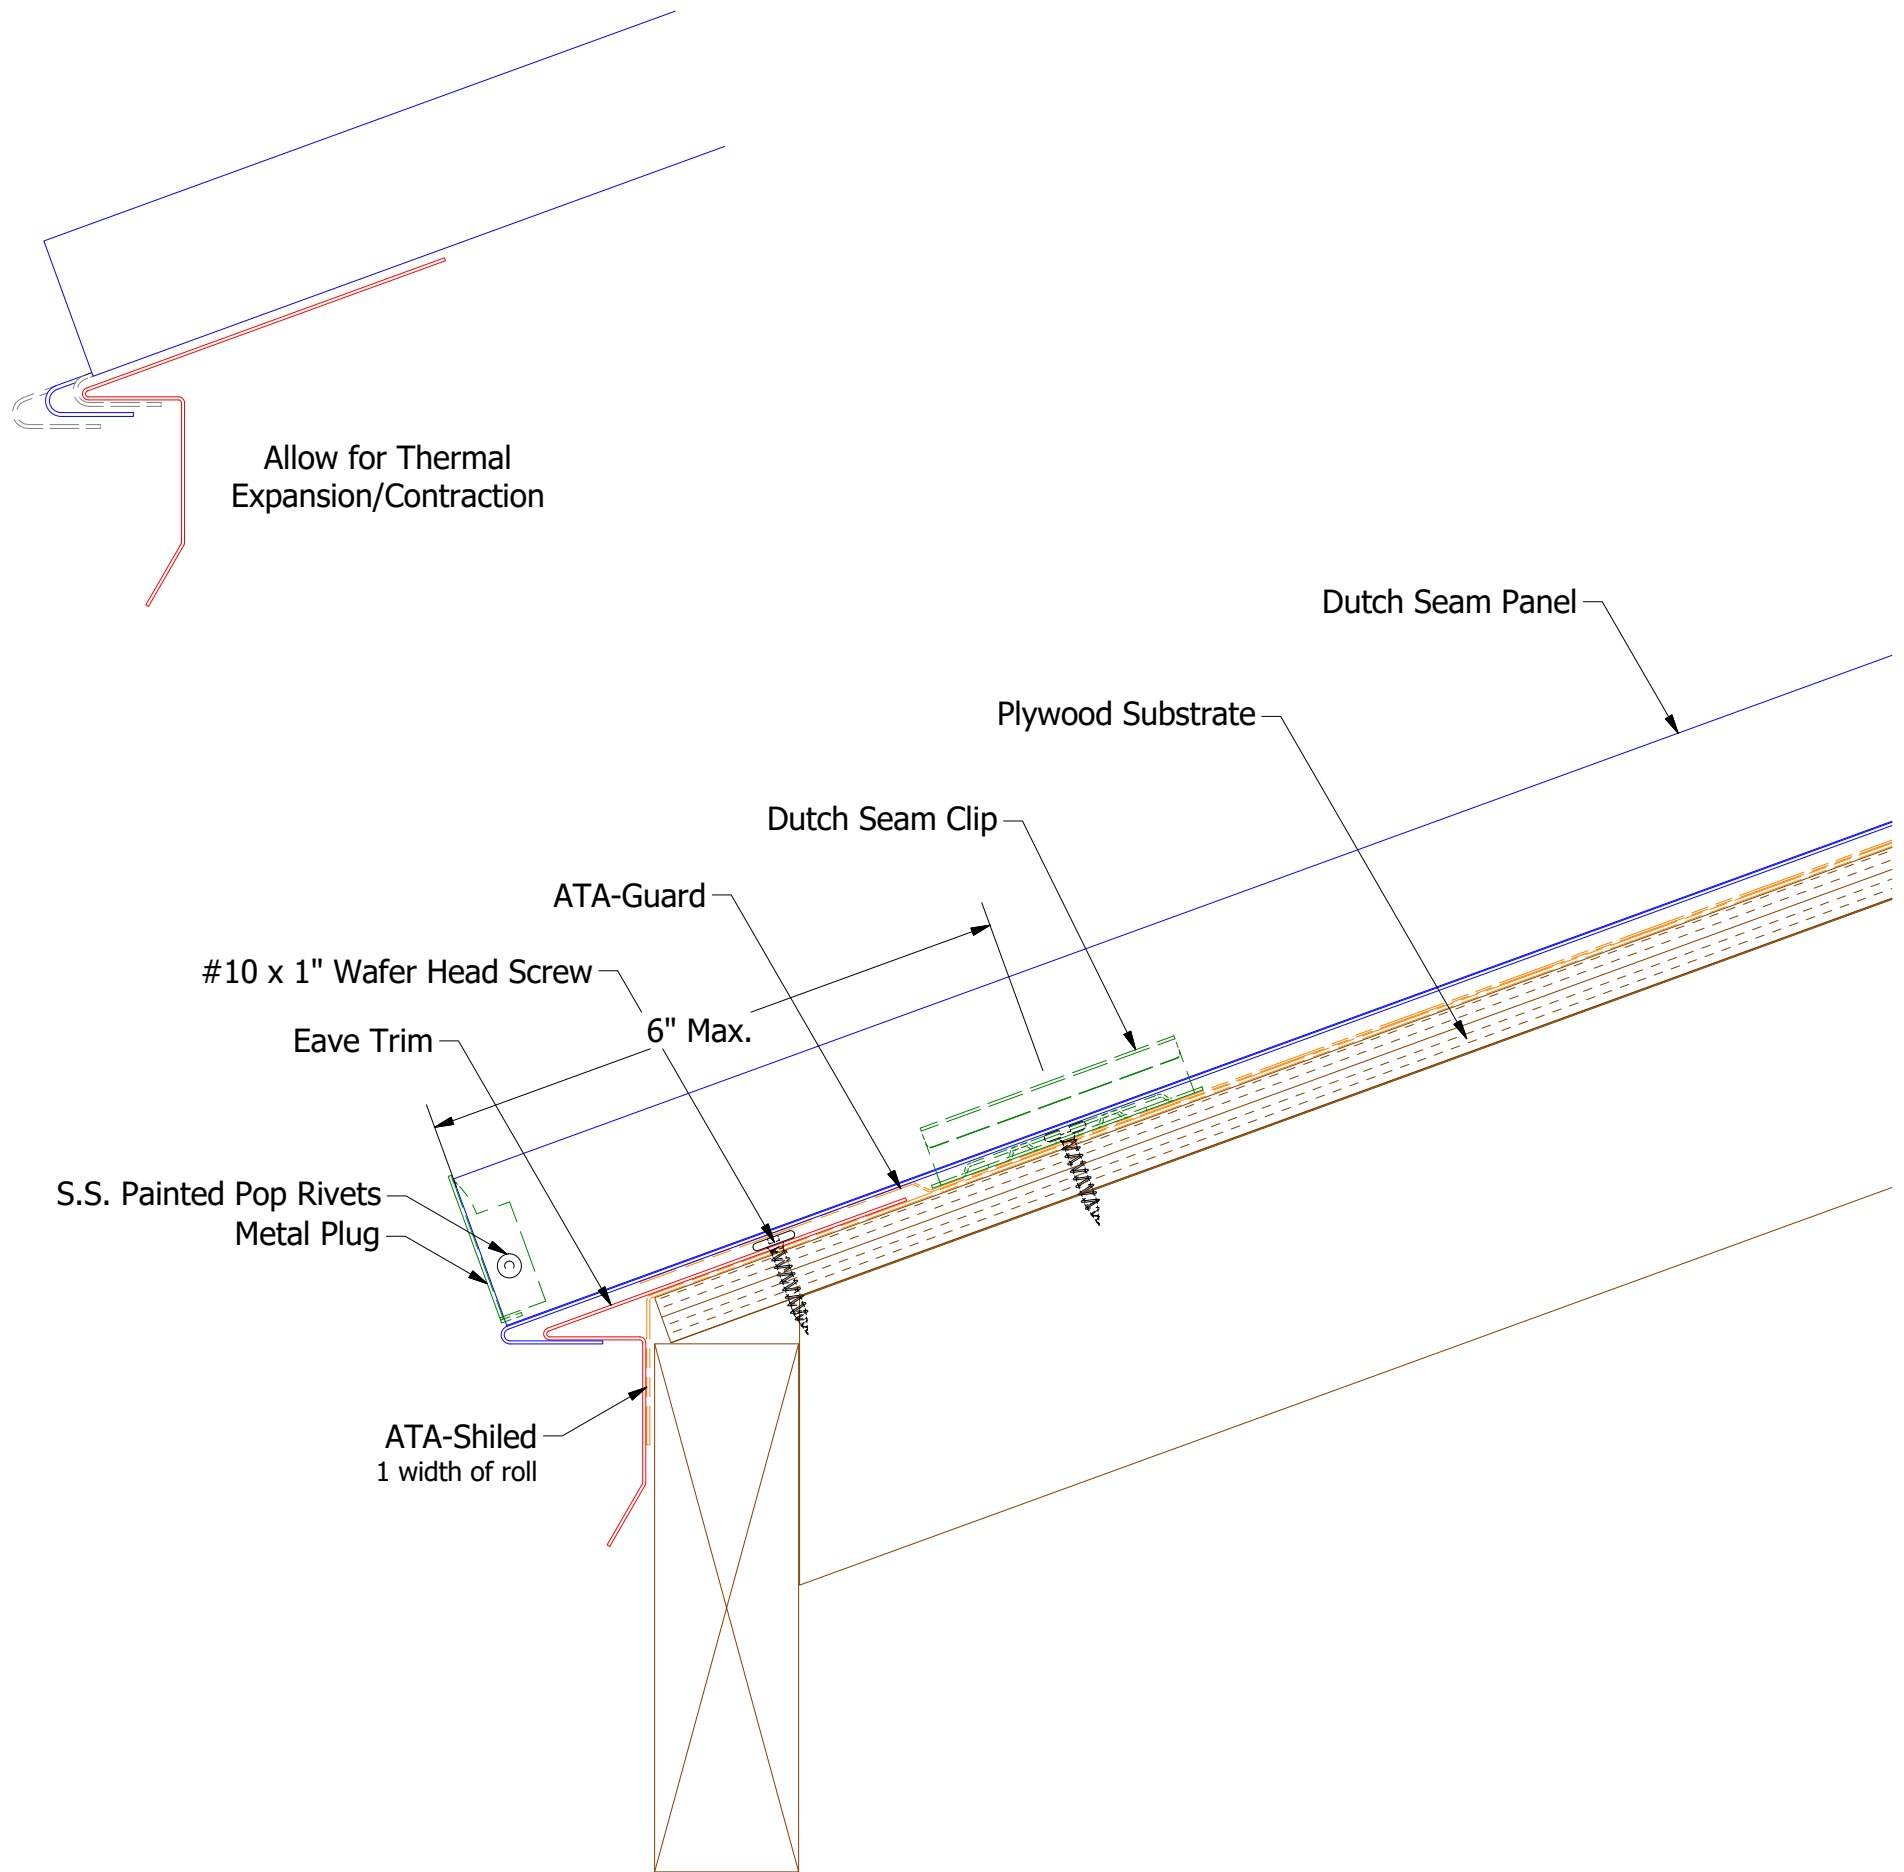 Allow for Thermal
Expansion/Contraction
Dutch Seam Panel
Plywood Substrate
Dutch Seam Clip
ATA-Guard
#10 x 1" Wafer Head Screw
6" Max.
Eave Trim
S.S. Painted Pop Rivets
Metal Plug
ATA-Shiled
1 width of roll